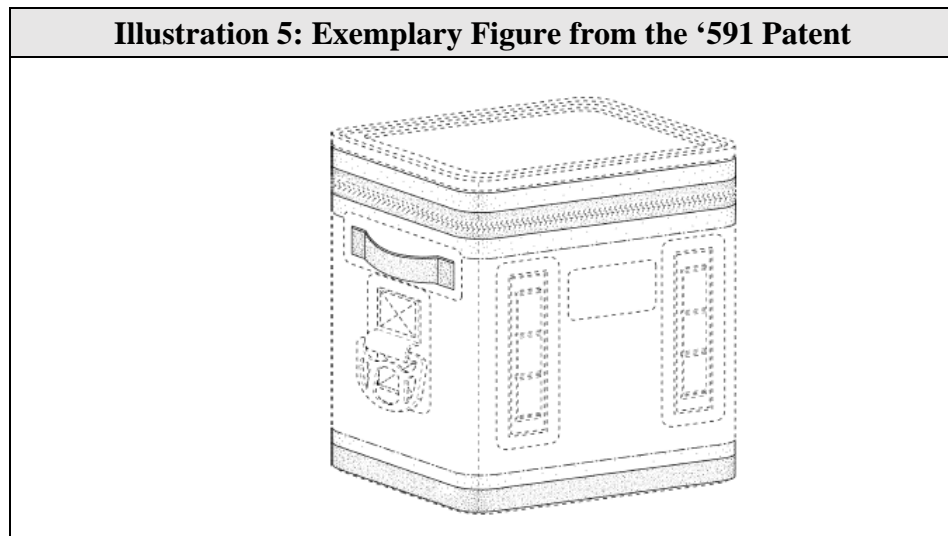 Illustration 5: Exemplary Figure from the ‘591 Patent